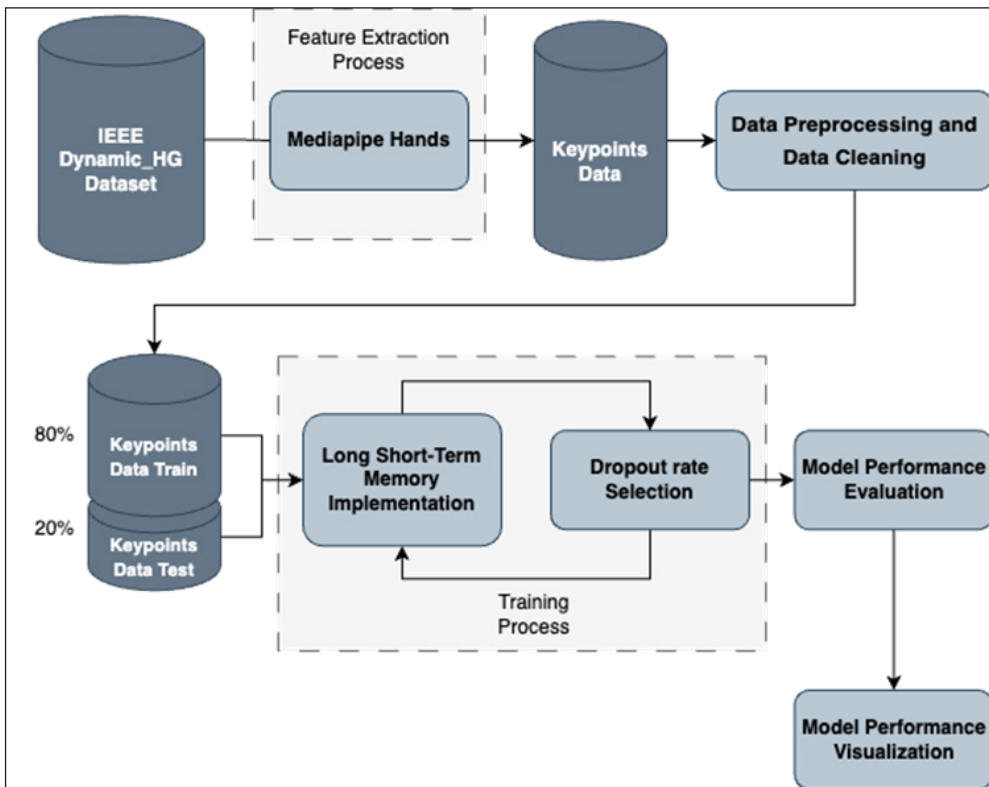 Feature Extraction
Process
IEEE
Dynamic_HG
Dataset
Mediapipe Hands
Keypoints
Data
Data Preprocessing and
Data Cleaning
80%
Keypoints
Data Train
20%
Keypoints
Data Test
Long Short-Term
Memory
Implementation
Dropout rate
Selection
Training
Process
Model Performance
Evaluation
Model Performance
Visualization